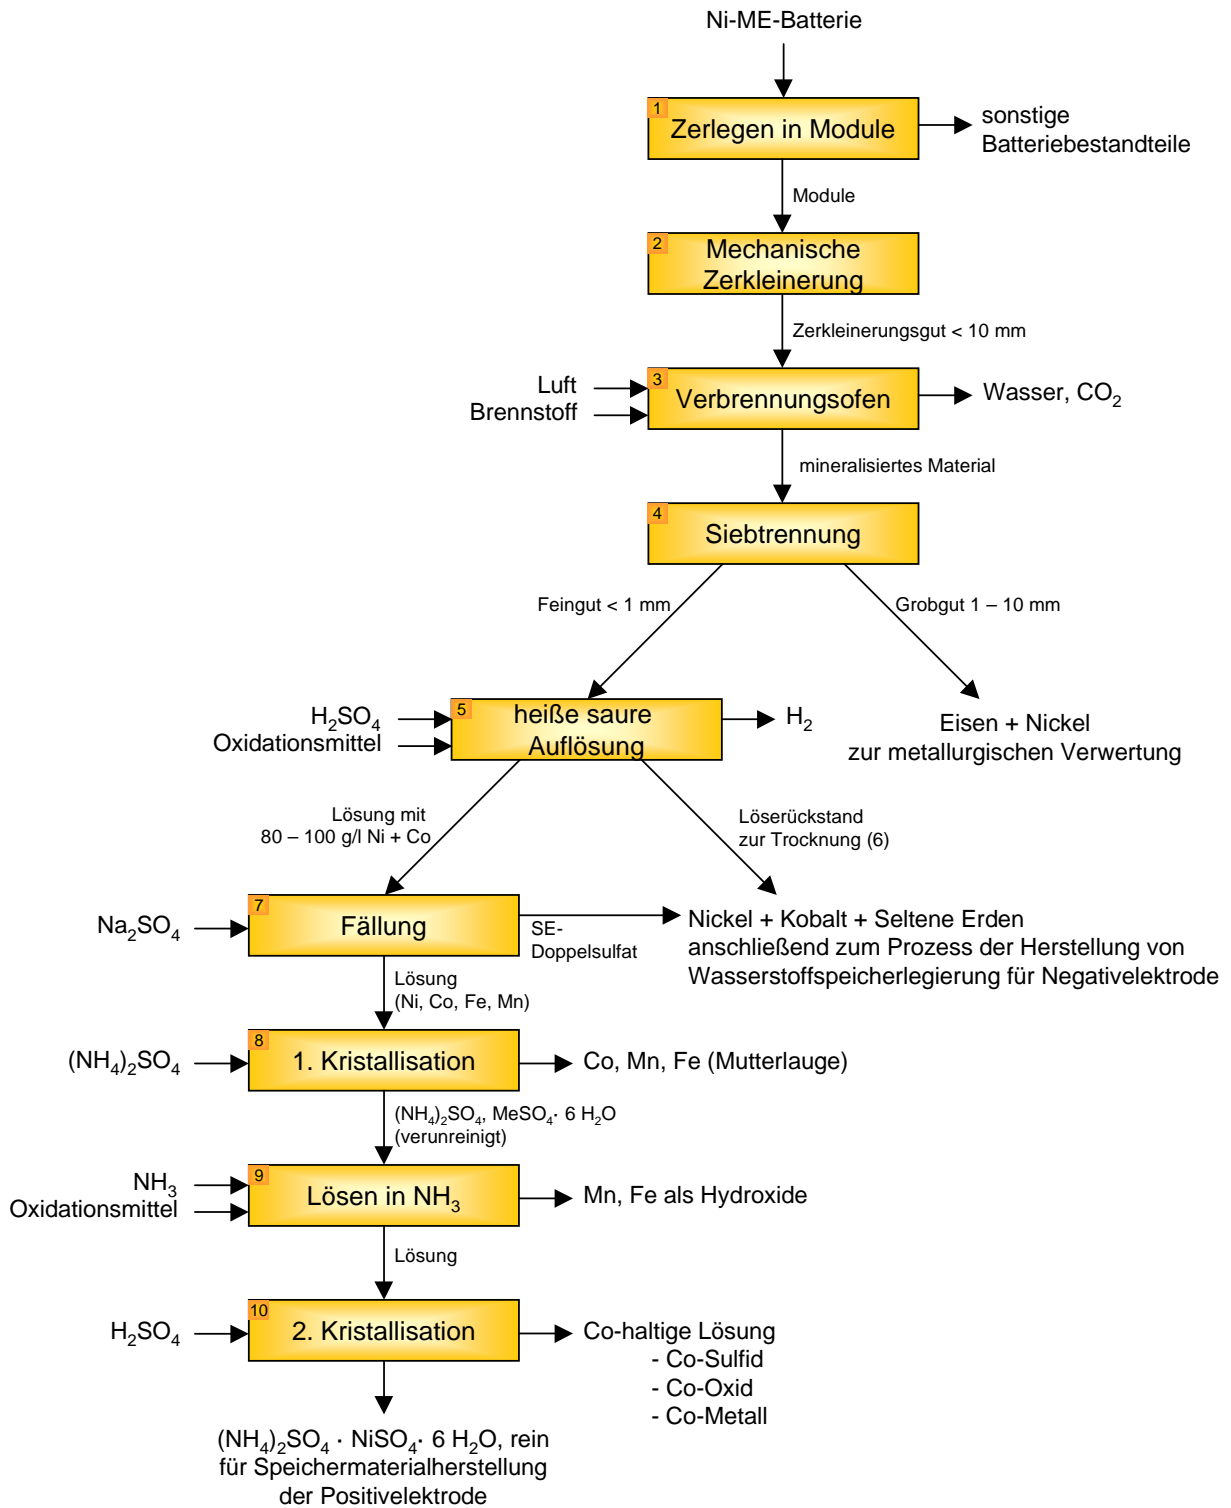 Ni-ME-Batterie
1
Zerlegen in Module
sonstige
Batteriebestandteile
Module
2
Mechanische
Zerkleinerung
Zerkleinerungsgut < 10 mm
Luft
Brennstoff
3
Verbrennungsofen
Wasser, CO₂
mineralisiertes Material
4
Siebtrennung
Feingut < 1 mm
Grobgut 1 – 10 mm
H₂SO₄
Oxidationsmittel
5
heiße saure
Auflösung
H₂
Eisen + Nickel
zur metallurgischen Verwertung
Lösung mit
80 – 100 g/l Ni + Co
Löserückstand
zur Trocknung (6)
Na₂SO₄
7
Fällung
SE-
Doppelsulfat
Nickel + Kobalt + Seltene Erden
anschließend zum Prozess der Herstellung von
Wasserstoffspeicherlegierung für Negativelektrode
Lösung
(Ni, Co, Fe, Mn)
(NH₄)₂SO₄
8
1. Kristallisation
Co, Mn, Fe (Mutterlauge)
(NH₄)₂SO₄, MeSO₄· 6 H₂O
(verunreinigt)
NH₃
Oxidationsmittel
9
Lösen in NH₃
Mn, Fe als Hydroxide
Lösung
H₂SO₄
10
2. Kristallisation
Co-haltige Lösung
- Co-Sulfid
- Co-Oxid
- Co-Metall
(NH₄)₂SO₄ · NiSO₄· 6 H₂O, rein
für Speichermaterialherstellung
der Positivelektrode